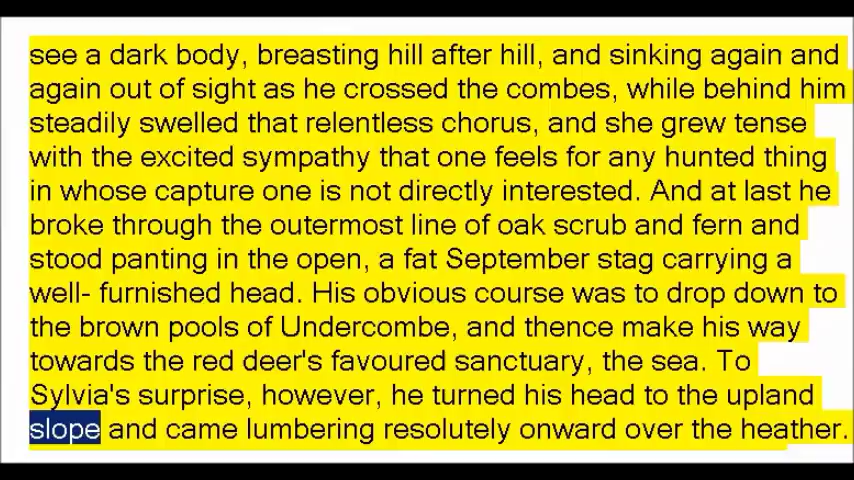 see a dark body, breasting hill after hill, and sinking again and
again out of sight as he crossed the combes, while behind him
steadily swelled that relentless chorus, and she grew tense
with the excited sympathy that one feels for any hunted thing
in whose capture one is not directly interested. And at last he
broke through the outermost line of oak scrub and fern and
stood panting in the open, a fat September stag carrying a
well- furnished head. His obvious course was to drop down to
the brown pools of Undercombe, and thence make his way
towards the red deer's favoured sanctuary, the sea. To
Sylvia's surprise, however, he turned his head to the upland
slope and came lumbering resolutely onward over the heather.